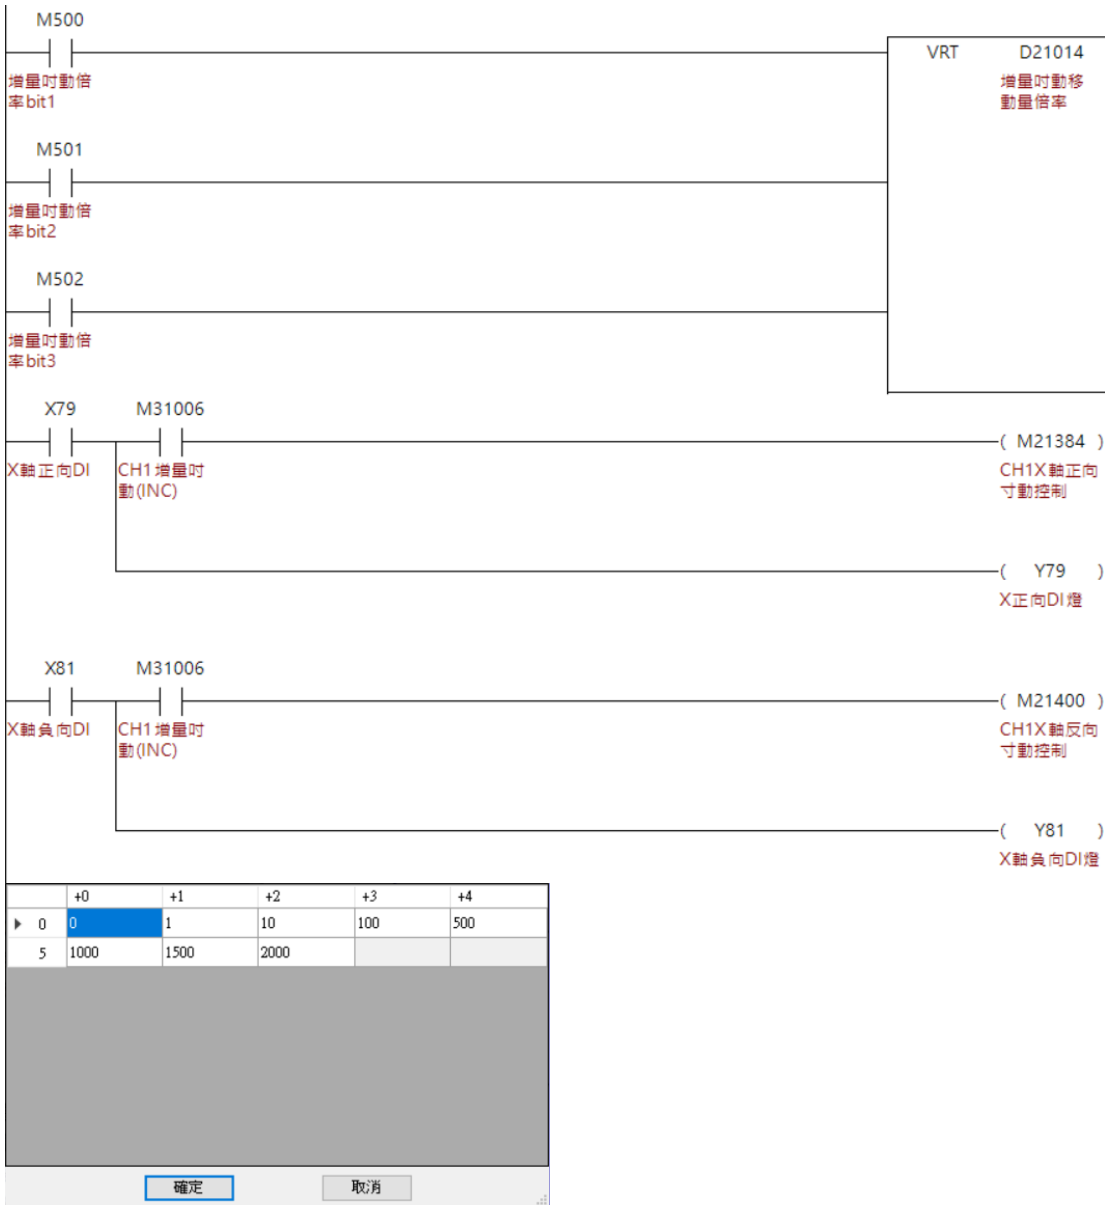 M500
增量吋動倍
率bit1
VRT D21014
增量吋動移
動量倍率
M501
增量吋動倍
率bit2
M502
增量吋動倍
率bit3
X79 M31006
( M21384 )
X軸正向DI CH1增量吋
動(INC)
CH1X軸正向
寸動控制
( Y79 )
X正向DI燈
X81 M31006
( M21400 )
X軸負向DI CH1增量吋
動(INC)
CH1X軸反向
寸動控制
( Y81 )
X軸負向DI燈
+0 +1 +2 +3 +4
0 0 1 10 100 500
5 1000 1500 2000
確定 取消